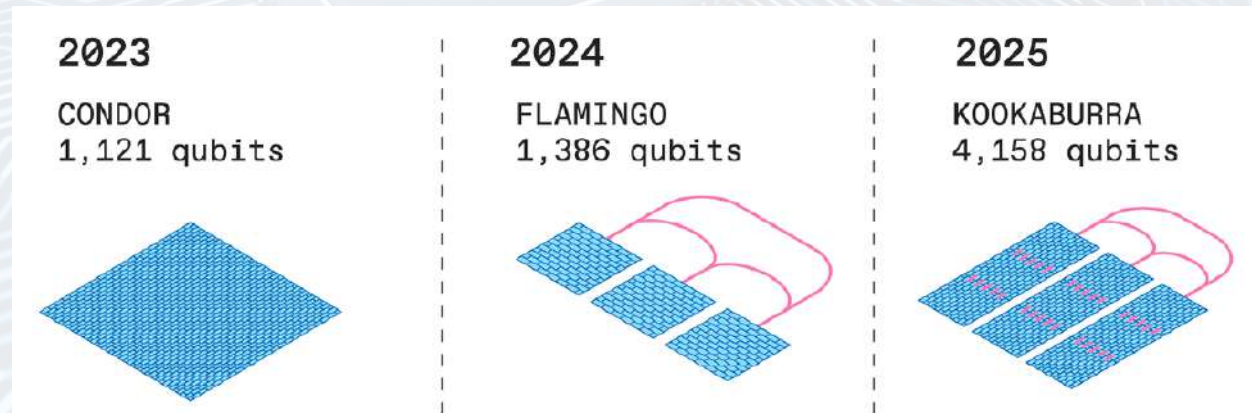 2023
CONDOR
1,121 qubits
2024
FLAMINGO
1,386 qubits
2025
KOOKABURRA
4,158 qubits